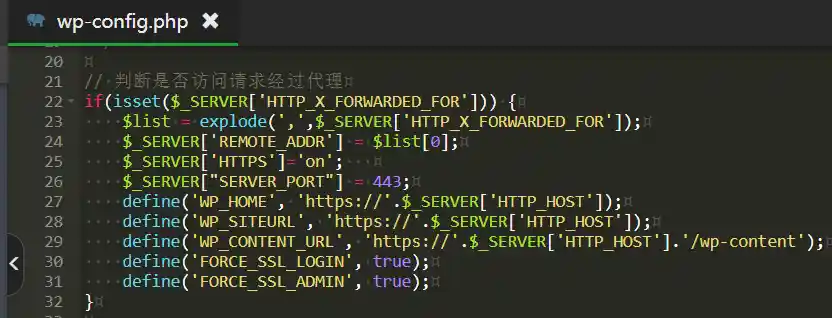 wp-config.php
20
21 // 判断是否访问请求经过代理
22 if(isset($_SERVER['HTTP_X_FORWARDED_FOR'])) {
23 $list = explode(',',$_SERVER['HTTP_X_FORWARDED_FOR']);
24 $_SERVER['REMOTE_ADDR'] = $list[0];
25 $_SERVER['HTTPS']='on';
26 $_SERVER["SERVER_PORT"] = 443;
27 define('WP_HOME', 'https://'.$_SERVER['HTTP_HOST']);
28 define('WP_SITEURL', 'https://'.$_SERVER['HTTP_HOST']);
29 define('WP_CONTENT_URL', 'https://'.$_SERVER['HTTP_HOST'].'/wp-content');
30 define('FORCE_SSL_LOGIN', true);
31 define('FORCE_SSL_ADMIN', true);
32 }